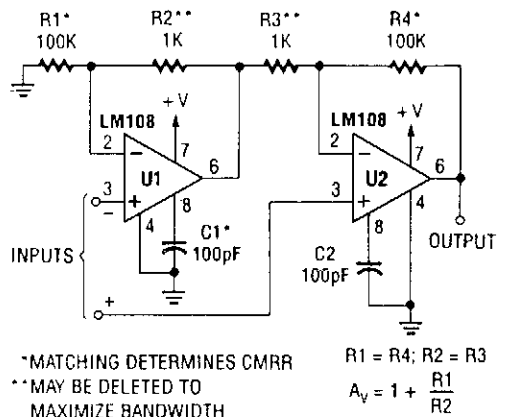 R1* R2** R3** R4*
100K 1K 1K 100K
+V +V
LM108 LM108
2 − 7 2 − 7
U1 6 U2 6
3 + 3 +
−
4 8 8 4
C1*
100pF
C2
100pF
OUTPUT
INPUTS
+
*MATCHING DETERMINES CMRR
**MAY BE DELETED TO
MAXIMIZE BANDWIDTH
R1 = R4; R2 = R3
Av = 1 + R1
R2